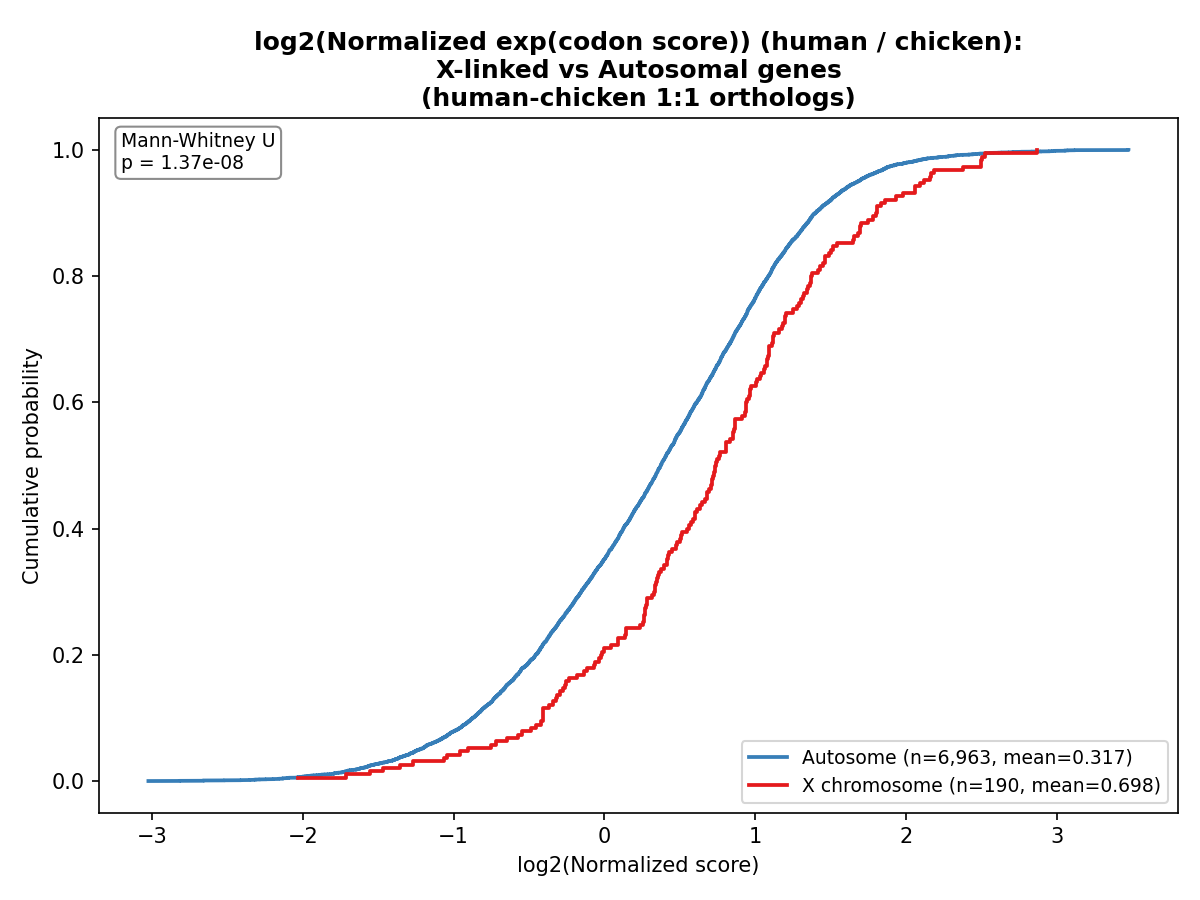 log2(Normalized exp(codon score)) (human / chicken):
X-linked vs Autosomal genes
(human-chicken 1:1 orthologs)
Mann-Whitney U
p = 1.37e-08
1.0
0.8
0.6
0.4
0.2
0.0
Cumulative probability
Autosome (n=6,963, mean=0.317)
X chromosome (n=190, mean=0.698)
−3 −2 −1 0 1 2 3
log2(Normalized score)